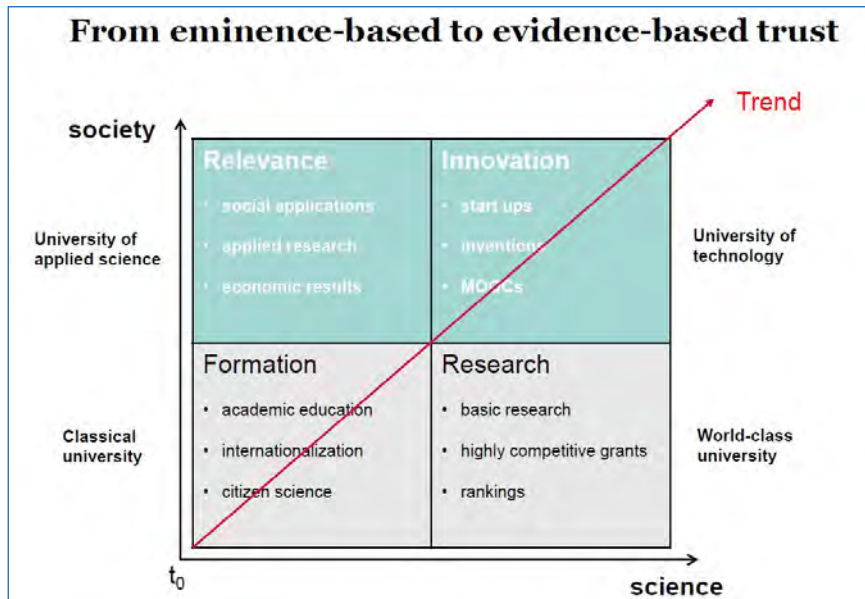 From eminence-based to evidence-based trust
Trend
society
Relevance
• social applications
• applied research
• economic results
Innovation
• start ups
• inventions
• MOOCs
University of
applied science
University of
technology
Formation
• academic education
• internationalization
• citizen science
Research
• basic research
• highly competitive grants
• rankings
Classical
university
World-class
university
t0
science